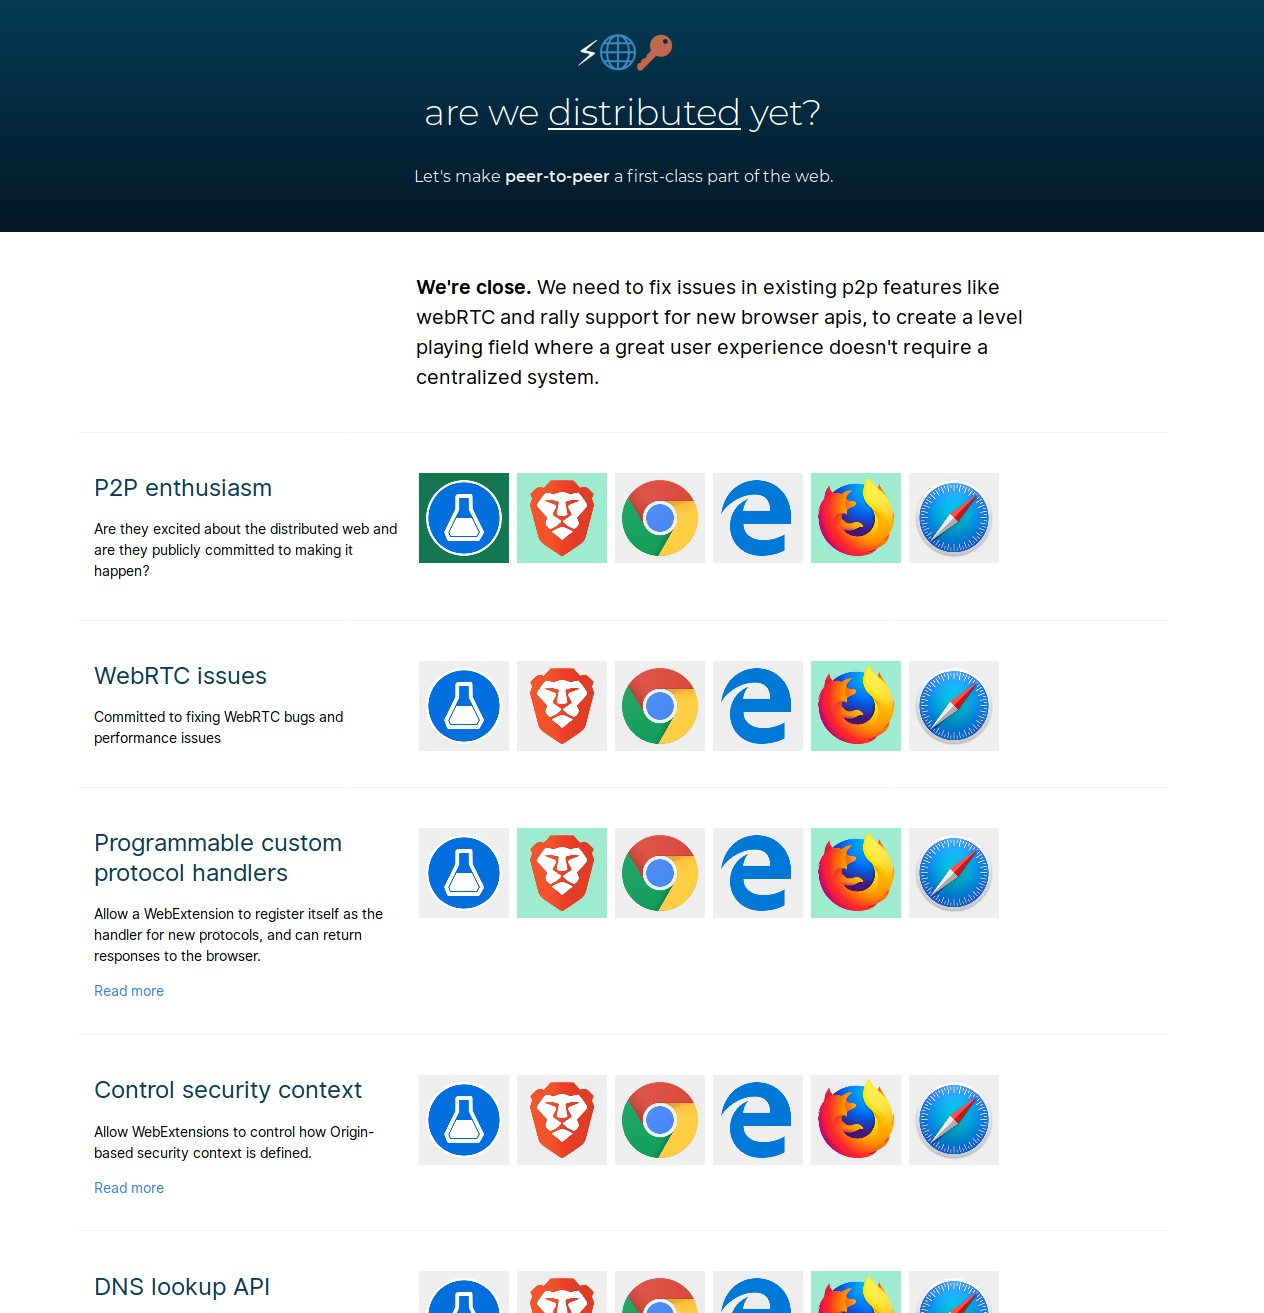 are we distributed yet?
Let's make peer-to-peer a first-class part of the web.
We're close. We need to fix issues in existing p2p features like
webRTC and rally support for new browser apis, to create a level
playing field where a great user experience doesn't require a
centralized system.
P2P enthusiasm
Are they excited about the distributed web and
are they publicly committed to making it
happen?
WebRTC issues
Committed to fixing WebRTC bugs and
performance issues
Programmable custom
protocol handlers
Allow a WebExtension to register itself as the
handler for new protocols, and can return
responses to the browser.
Read more
Control security context
Allow WebExtensions to control how Origin-
based security context is defined.
Read more
DNS lookup API